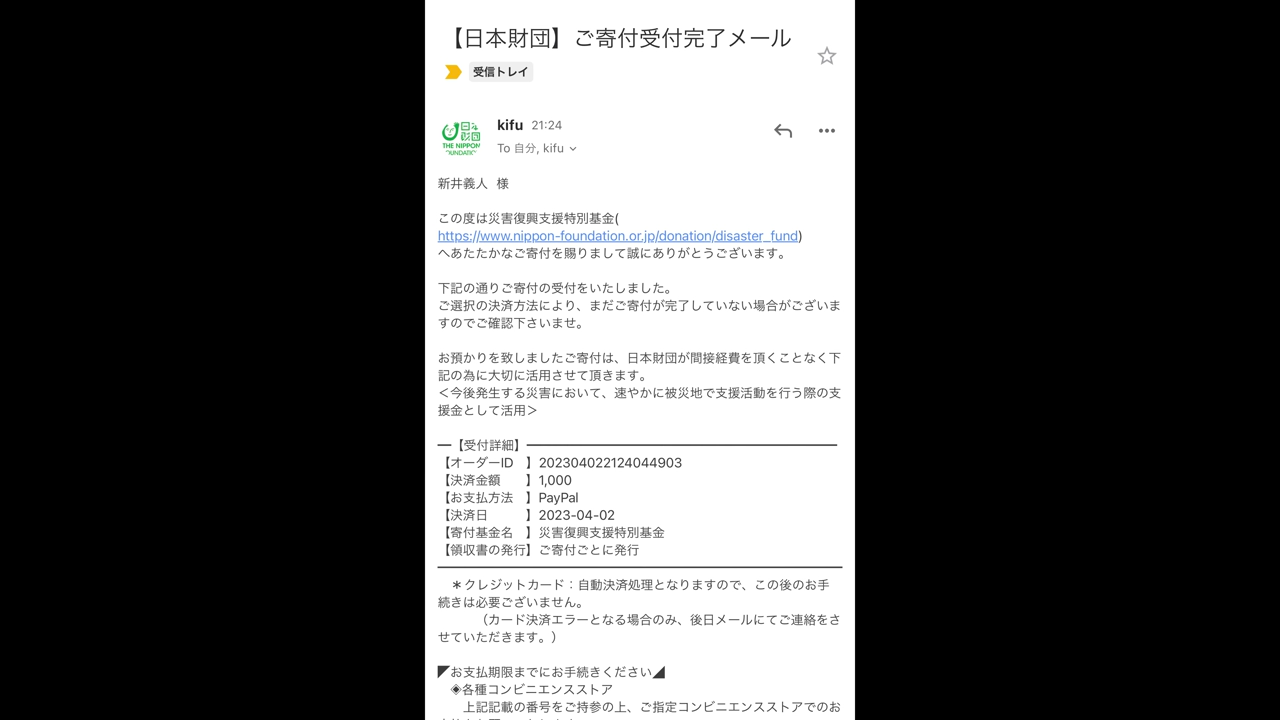 【日本財団】ご寄付受付完了メール
受信トレイ
kifu 21:24
To 自分, kifu
日本財団
THE NIPPON
FOUNDATION
新井義人 様
この度は災害復興支援特別基金(
https://www.nippon-foundation.or.jp/donation/disaster_fund)
へあたたかなご寄付を賜りまして誠にありがとうございます。
下記の通りご寄付の受付をいたしました。
ご選択の決済方法により、まだご寄付が完了していない場合がございま
すのでご確認下さいませ。
お預かりを致しましたご寄付は、日本財団が間接経費を頂くことなく下
記の為に大切に活用させて頂きます。
＜今後発生する災害において、速やかに被災地で支援活動を行う際の支
援金として活用＞
━【受付詳細】━━━━━━━━━━━━━━━━━━━━
【オーダーID　】202304022124044903
【決済金額　　】1,000
【お支払方法　】PayPal
【決済日　　　】2023-04-02
【寄付基金名　】災害復興支援特別基金
【領収書の発行】ご寄付ごとに発行
＊クレジットカード：自動決済処理となりますので、この後のお手
続きは必要ございません。
（カード決済エラーとなる場合のみ、後日メールにてご連絡をさ
せていただきます。）
◤お支払期限までにお手続きください◢
◈各種コンビニエンスストア
上記記載の番号をご持参の上、ご指定コンビニエンスストアでのお